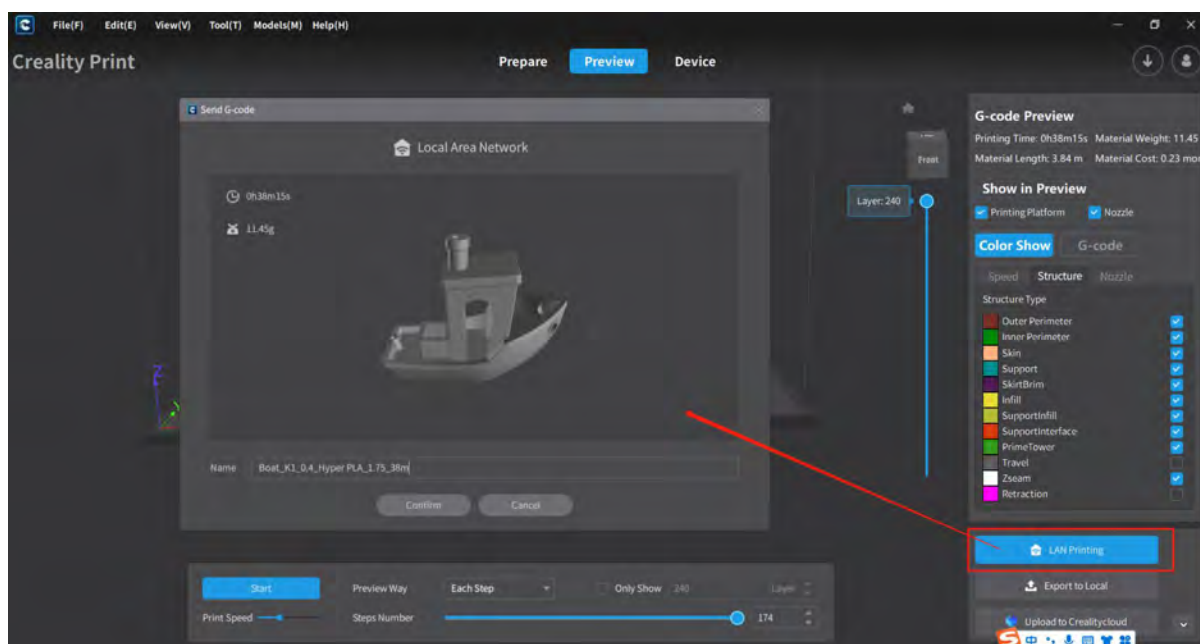 File(F) Edit(E) View(V) Tool(T) Models(M) Help(H)
Creality Print
Prepare Preview Device
Send G-code
Local Area Network
0h38m15s
11.45g
Name Boat_K1_0.4_Hyper PLA_1.75_38m
Confirm Cancel
Front
Layer: 240
G-code Preview
Printing Time: 0h38m15s Material Weight: 11.45
Material Length: 3.84 m Material Cost: 0.23 mo
Show in Preview
Printing Platform Nozzle
Color Show G-code
Speed Structure Nozzle
Structure Type
Outer Perimeter
Inner Perimeter
Skin
Support
SkirtBrim
Infill
SupportInfill
SupportInterface
PrimeTower
Travel
Zseam
Retraction
LAN Printing
Export to Local
Upload to Crealitycloud
Start Preview Way Each Step Only Show 240 Layer
Print Speed Steps Number 174
中